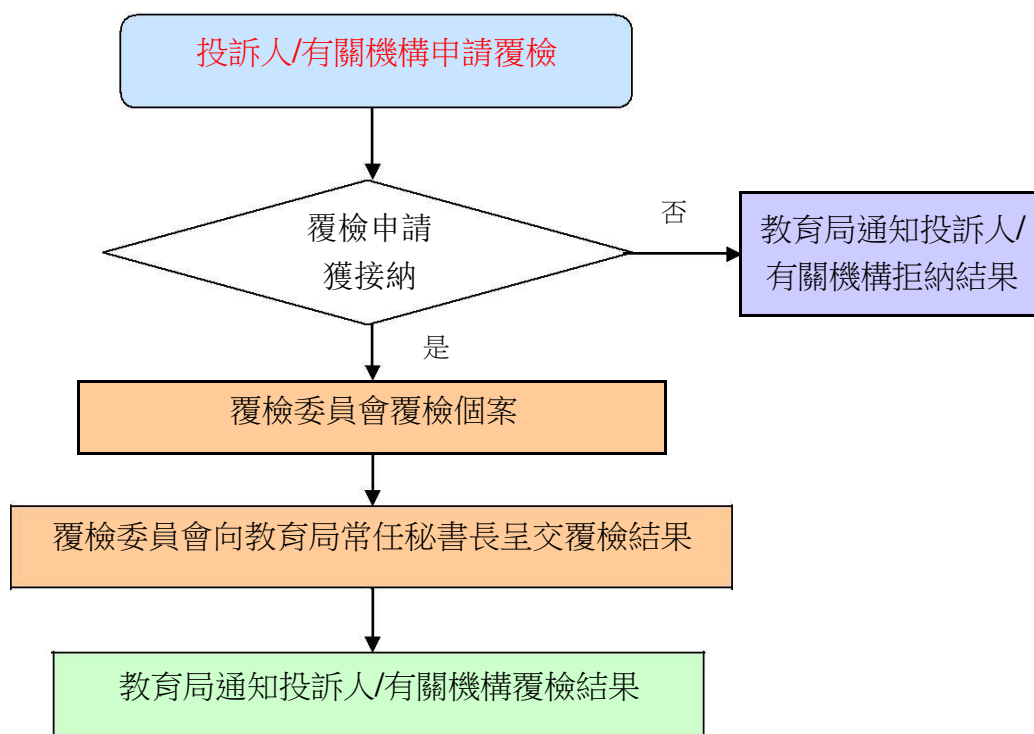 投訴人/有關機構申請覆檢
覆檢申請
獲接納
否
教育局通知投訴人/
有關機構拒納結果
是
覆檢委員會覆檢個案
覆檢委員會向教育局常任秘書長呈交覆檢結果
教育局通知投訴人/有關機構覆檢結果